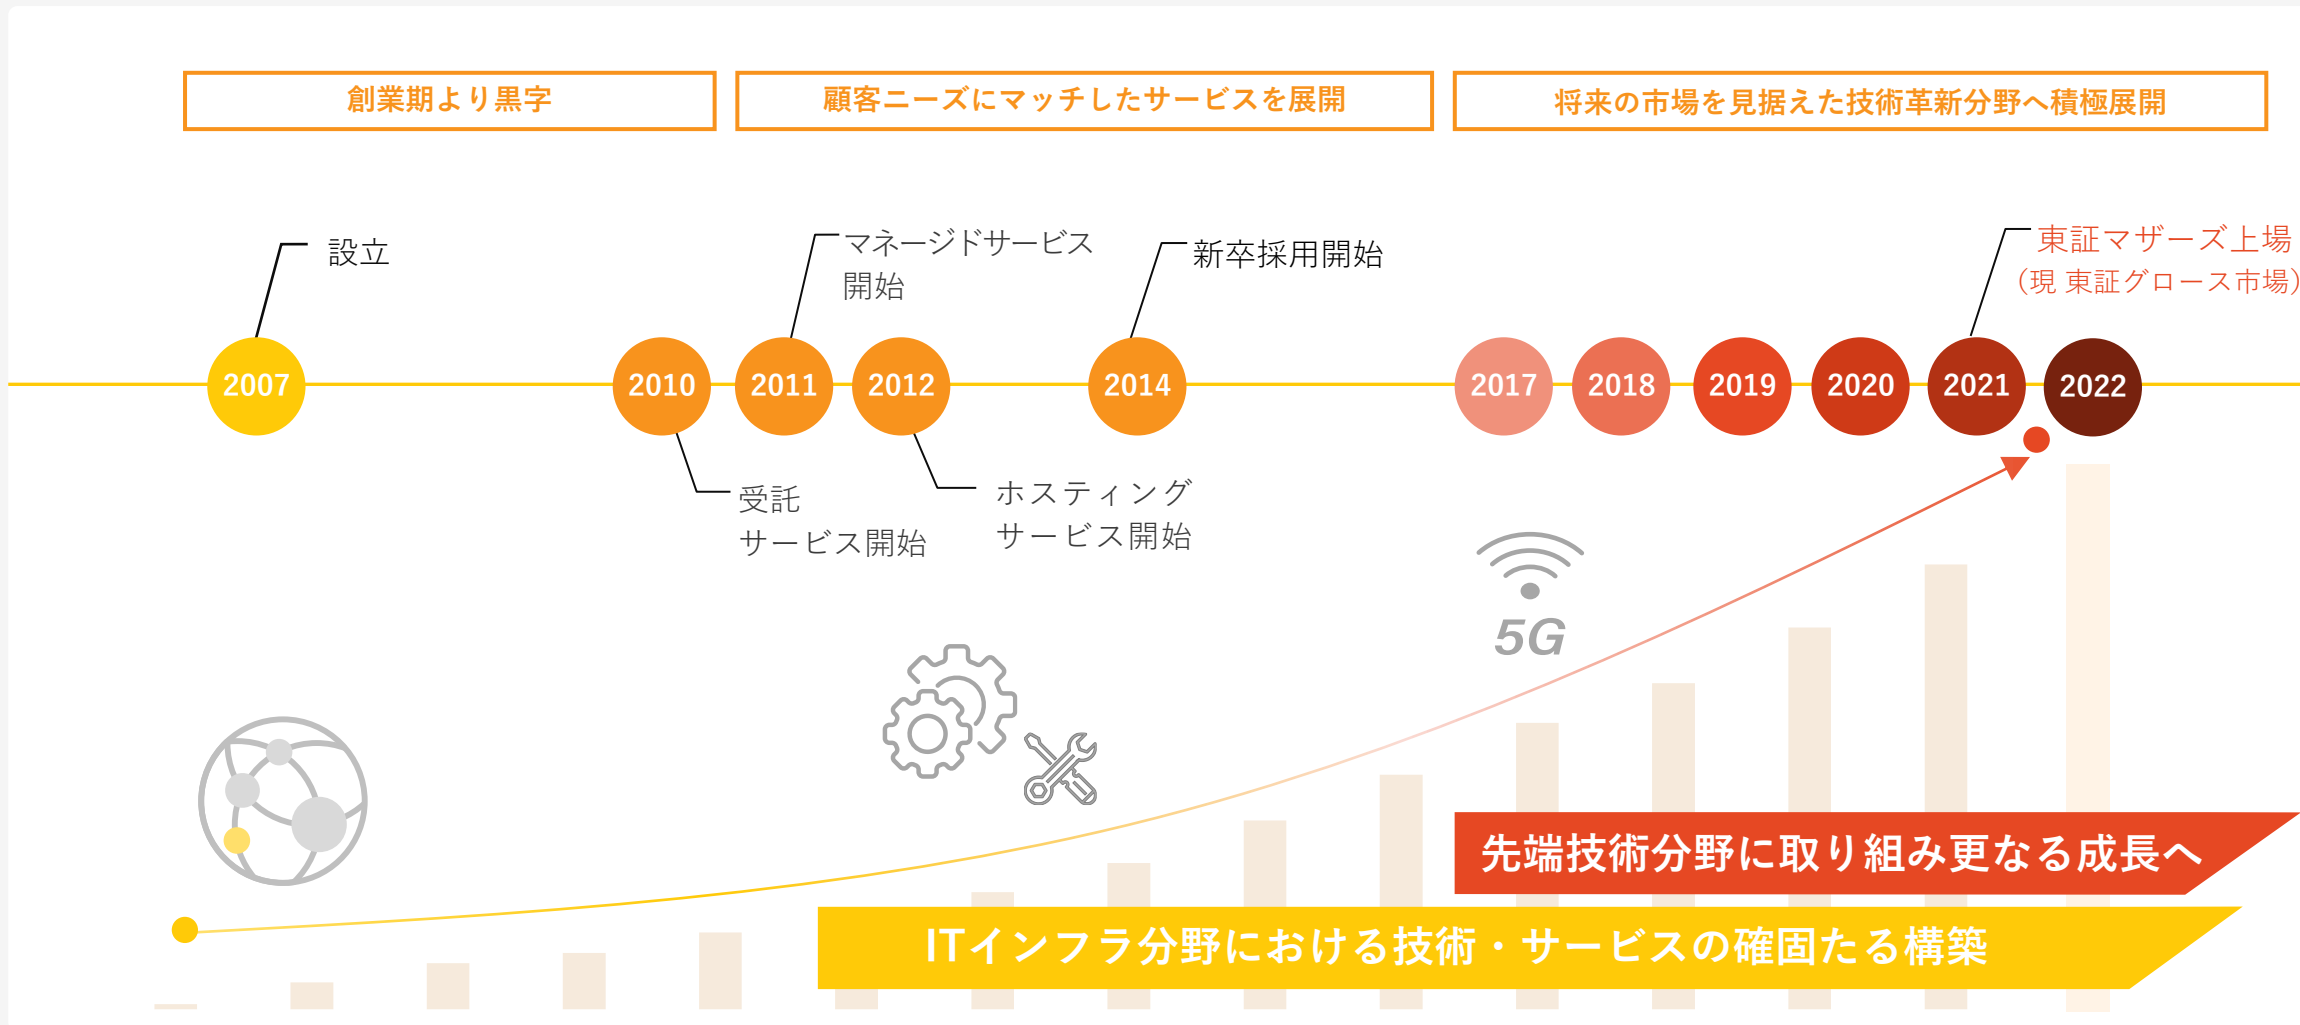 創業期より黒字
顧客ニーズにマッチしたサービスを展開
将来の市場を見据えた技術革新分野へ積極展開
設立
マネージドサービス
開始
新卒採用開始
東証マザーズ上場
（現 東証グロース市場）
2007
2010
2011
2012
2014
2017
2018
2019
2020
2021
2022
受託
サービス開始
ホスティング
サービス開始
5G
先端技術分野に取り組み更なる成長へ
ITインフラ分野における技術・サービスの確固たる構築